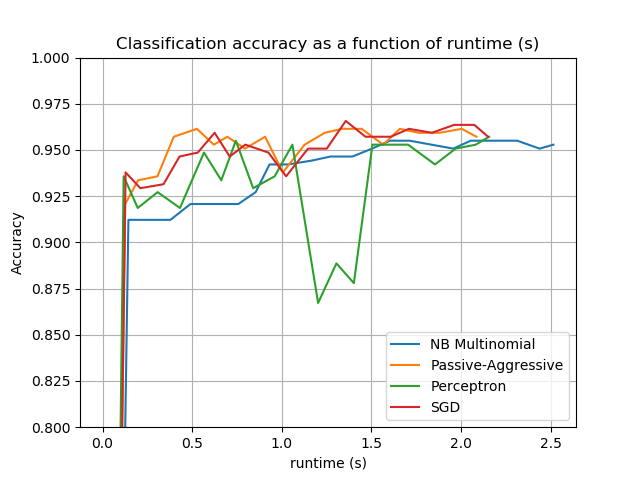 Classification accuracy as a function of runtime (s)
1.000
0.975
0.950
0.925
0.900
0.875
0.850
0.825
0.800
Accuracy
NB Multinomial
Passive-Aggressive
Perceptron
SGD
0.0 0.5 1.0 1.5 2.0 2.5
runtime (s)